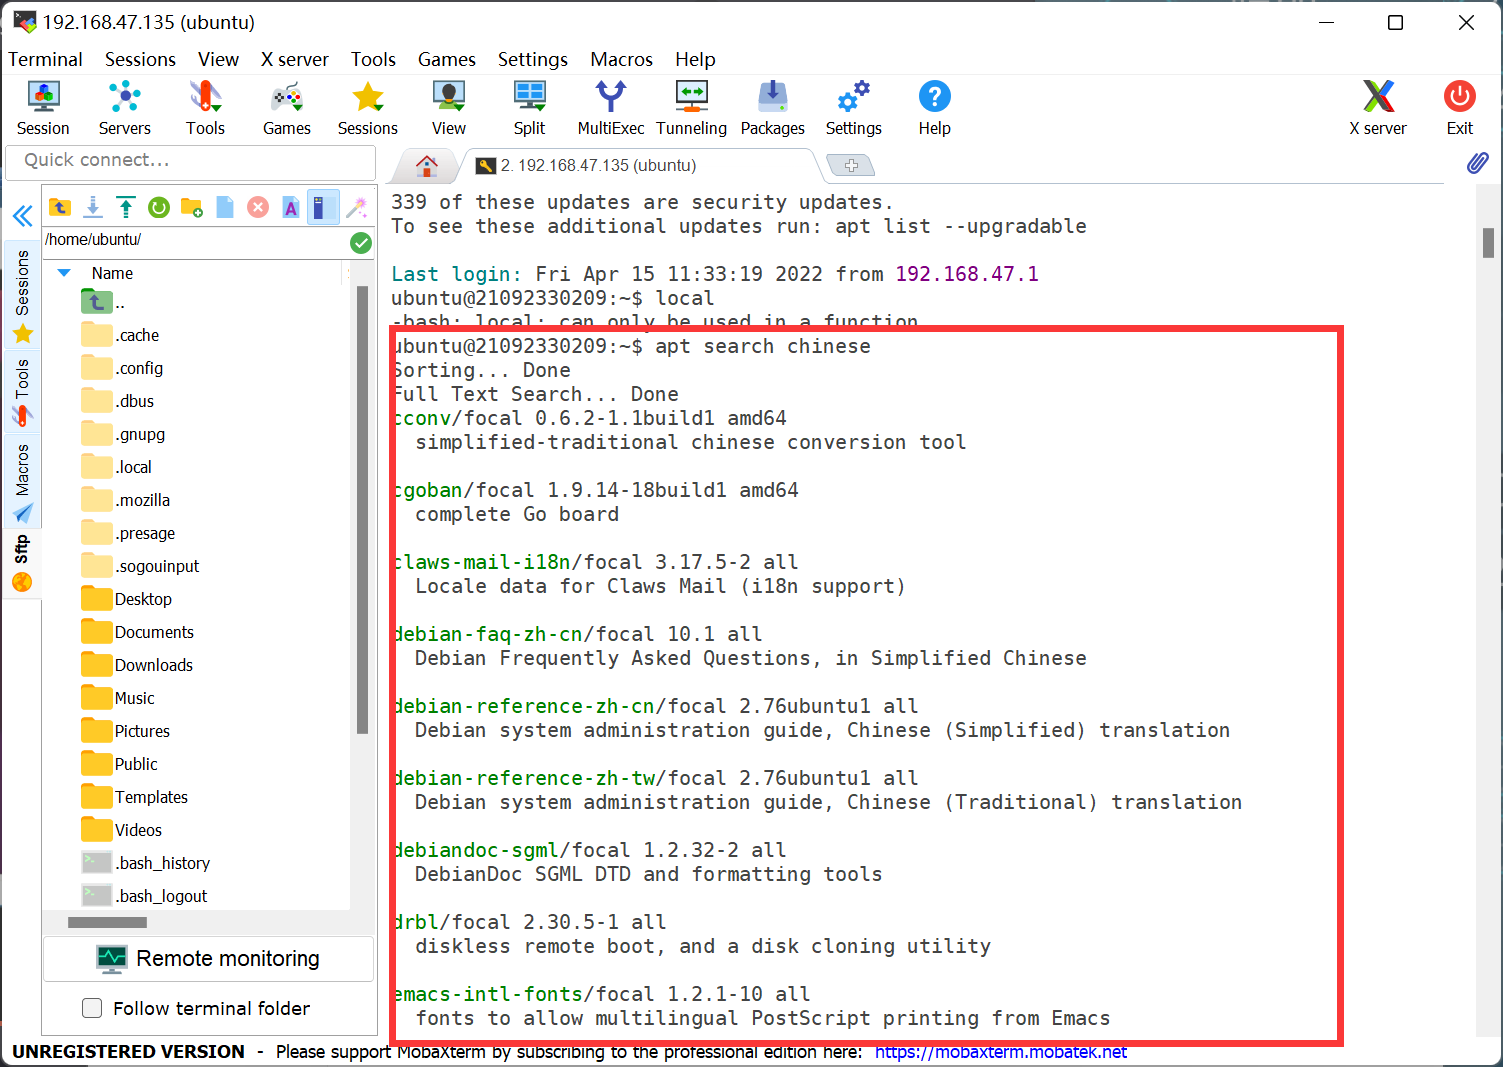 192.168.47.135 (ubuntu)
Terminal Sessions View X server Tools Games Settings Macros Help
Session Servers Tools Games Sessions View Split MultiExec Tunneling Packages Settings Help X server Exit
Quick connect...
2. 192.168.47.135 (ubuntu)
/home/ubuntu/
Name
..
.cache
.config
.dbus
.gnupg
.local
.mozilla
.presage
.sogouinput
Desktop
Documents
Downloads
Music
Pictures
Public
Templates
Videos
.bash_history
.bash_logout
Sessions
Tools
Macros
Sftp
Remote monitoring
Follow terminal folder
339 of these updates are security updates.
To see these additional updates run: apt list --upgradable
Last login: Fri Apr 15 11:33:19 2022 from 192.168.47.1
ubuntu@21092330209:~$ local
-bash: local: can only be used in a function
ubuntu@21092330209:~$ apt search chinese
Sorting... Done
Full Text Search... Done
cconv/focal 0.6.2-1.1build1 amd64
simplified-traditional chinese conversion tool
cgoban/focal 1.9.14-18build1 amd64
complete Go board
claws-mail-i18n/focal 3.17.5-2 all
Locale data for Claws Mail (i18n support)
debian-faq-zh-cn/focal 10.1 all
Debian Frequently Asked Questions, in Simplified Chinese
debian-reference-zh-cn/focal 2.76ubuntu1 all
Debian system administration guide, Chinese (Simplified) translation
debian-reference-zh-tw/focal 2.76ubuntu1 all
Debian system administration guide, Chinese (Traditional) translation
debiandoc-sgml/focal 1.2.32-2 all
DebianDoc SGML DTD and formatting tools
drbl/focal 2.30.5-1 all
diskless remote boot, and a disk cloning utility
emacs-intl-fonts/focal 1.2.1-10 all
fonts to allow multilingual PostScript printing from Emacs
UNREGISTERED VERSION - Please support MobaXterm by subscribing to the professional edition here: https://mobaxterm.mobatek.net